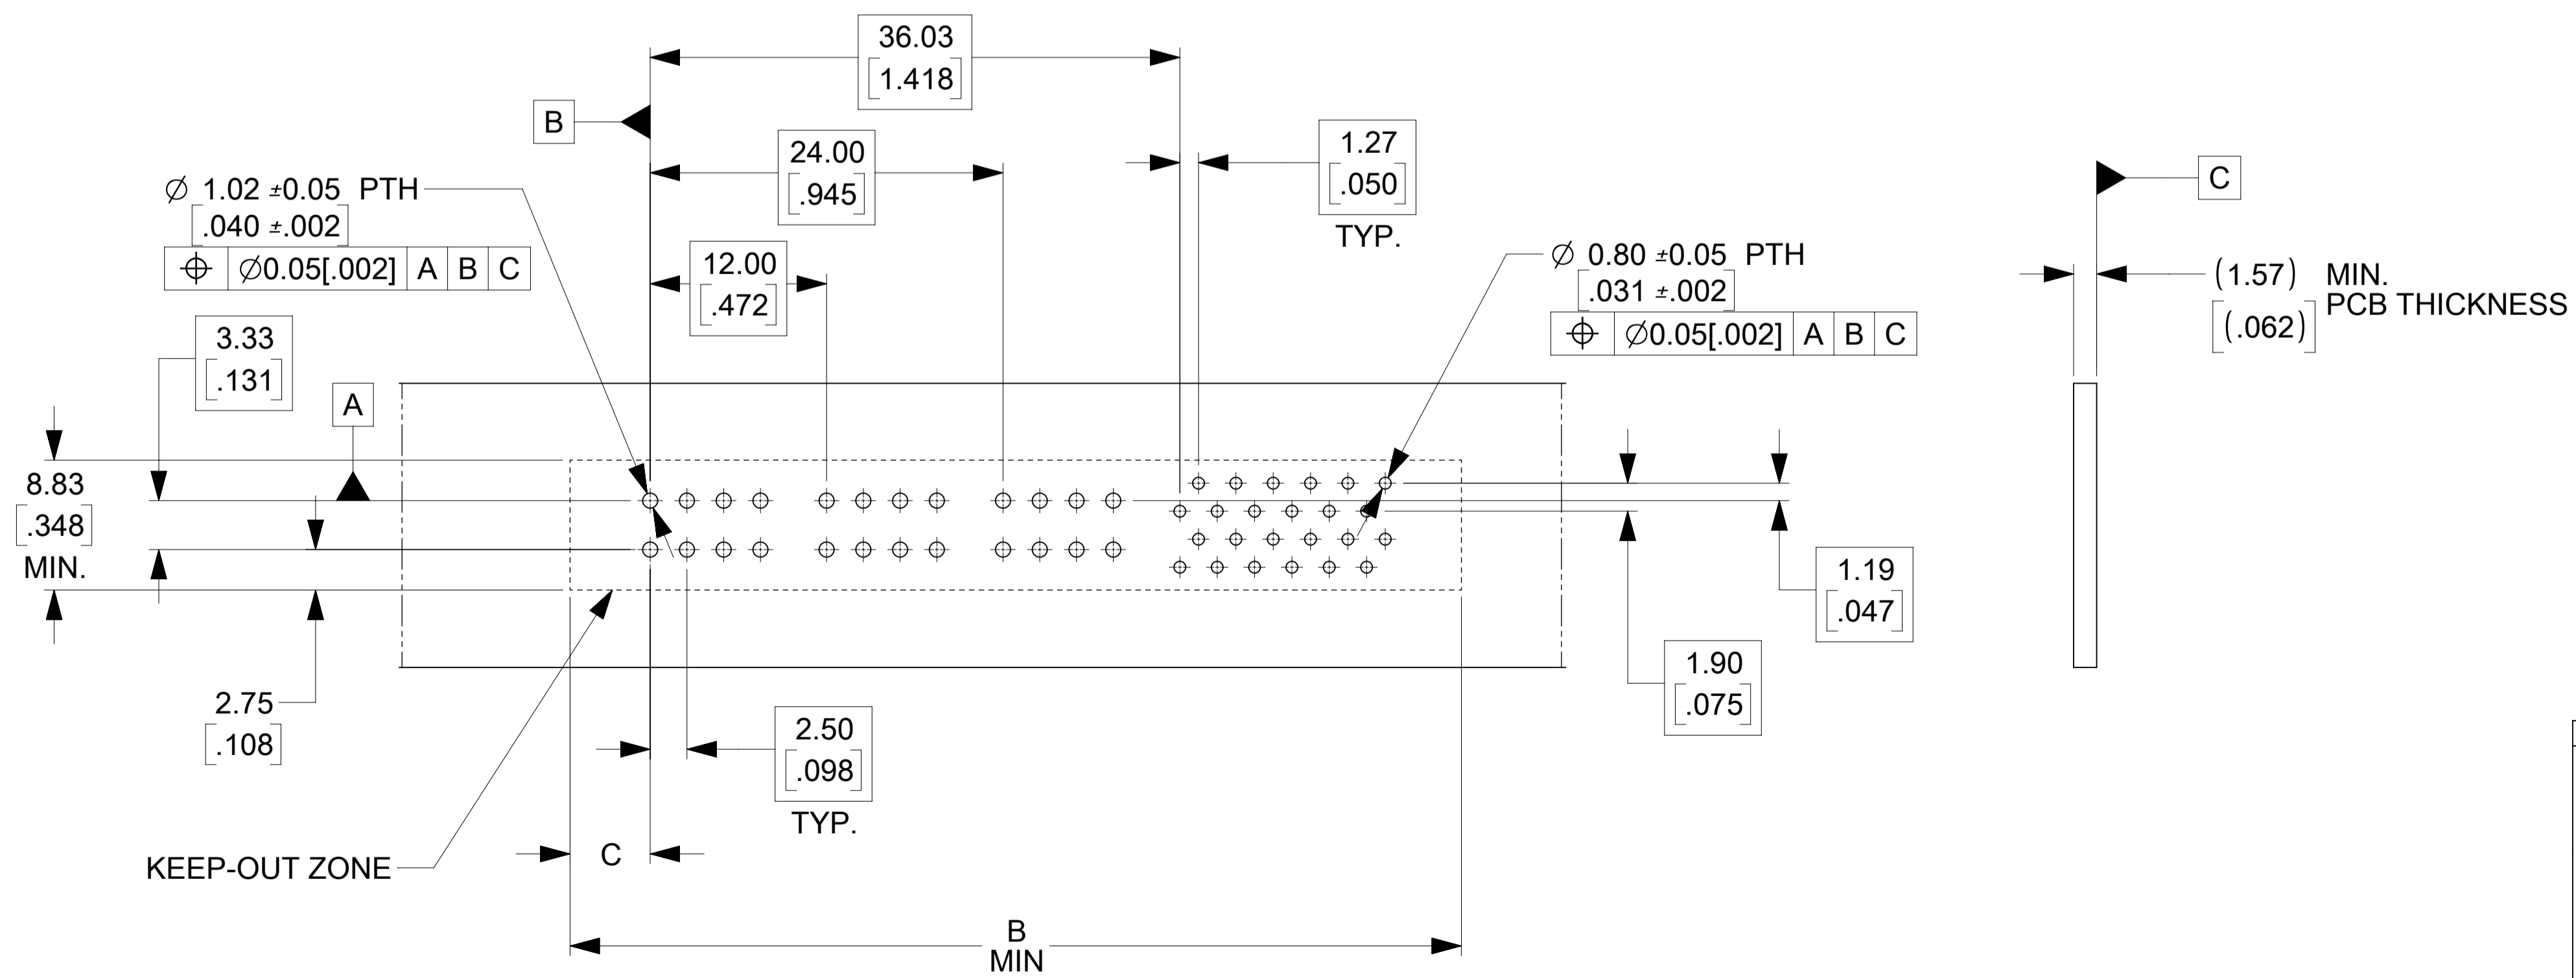 36.03
[1.418]
B
24.00
[.945]
1.27
[.050]
TYP.
C
Ø 1.02 ±0.05 PTH
[.040 ±.002]
⌖ Ø0.05[.002] A B C
12.00
[.472]
Ø 0.80 ±0.05 PTH
[.031 ±.002]
⌖ Ø0.05[.002] A B C
(1.57) MIN.
PCB THICKNESS
[(.062)]
3.33
[.131]
A
8.83
[.348]
MIN.
1.19
[.047]
1.90
[.075]
2.75
[.108]
2.50
[.098]
TYP.
KEEP-OUT ZONE
C
B
MIN